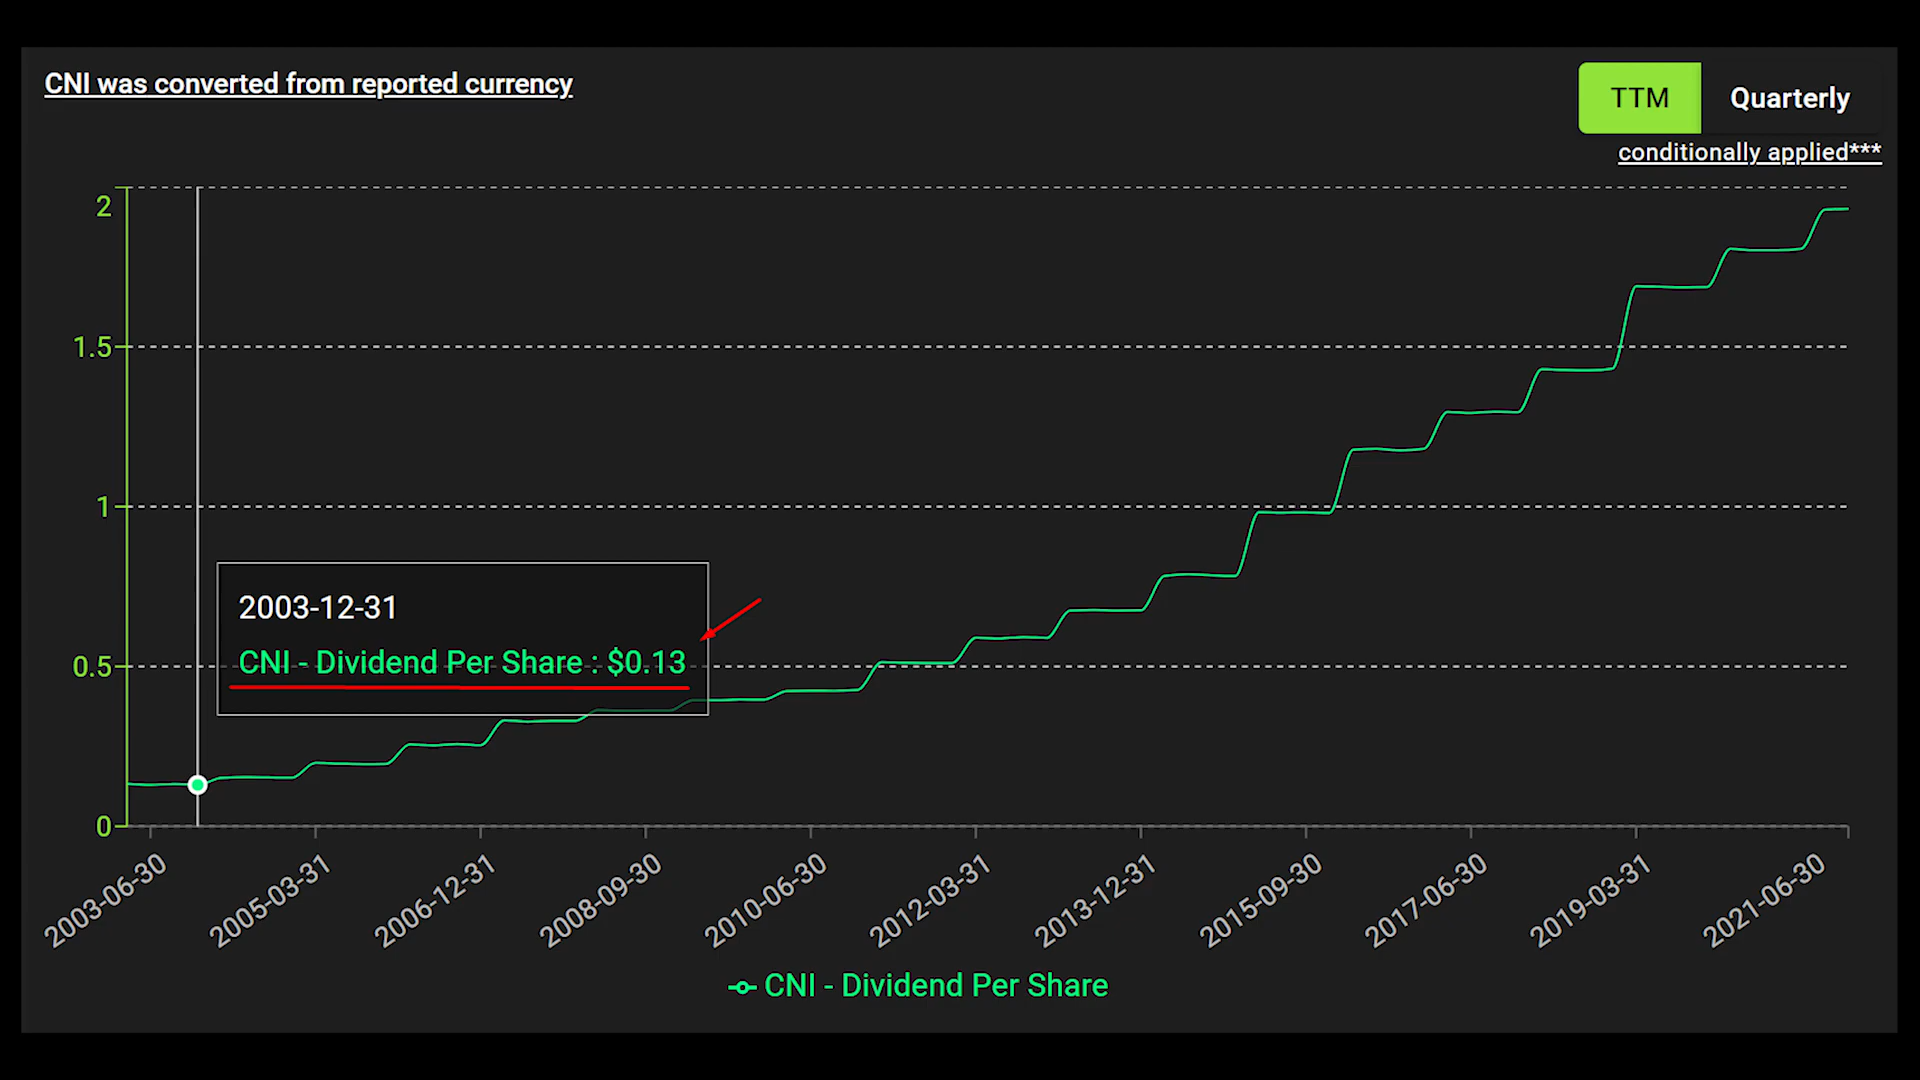 CNI was converted from reported currency
TTM
Quarterly
conditionally applied***
2
1.5
1
0.5
0
2003-12-31
CNI - Dividend Per Share : $0.13
2003-06-30
2005-03-31
2006-12-31
2008-09-30
2010-06-30
2012-03-31
2013-12-31
2015-09-30
2017-06-30
2019-03-31
2021-06-30
CNI - Dividend Per Share